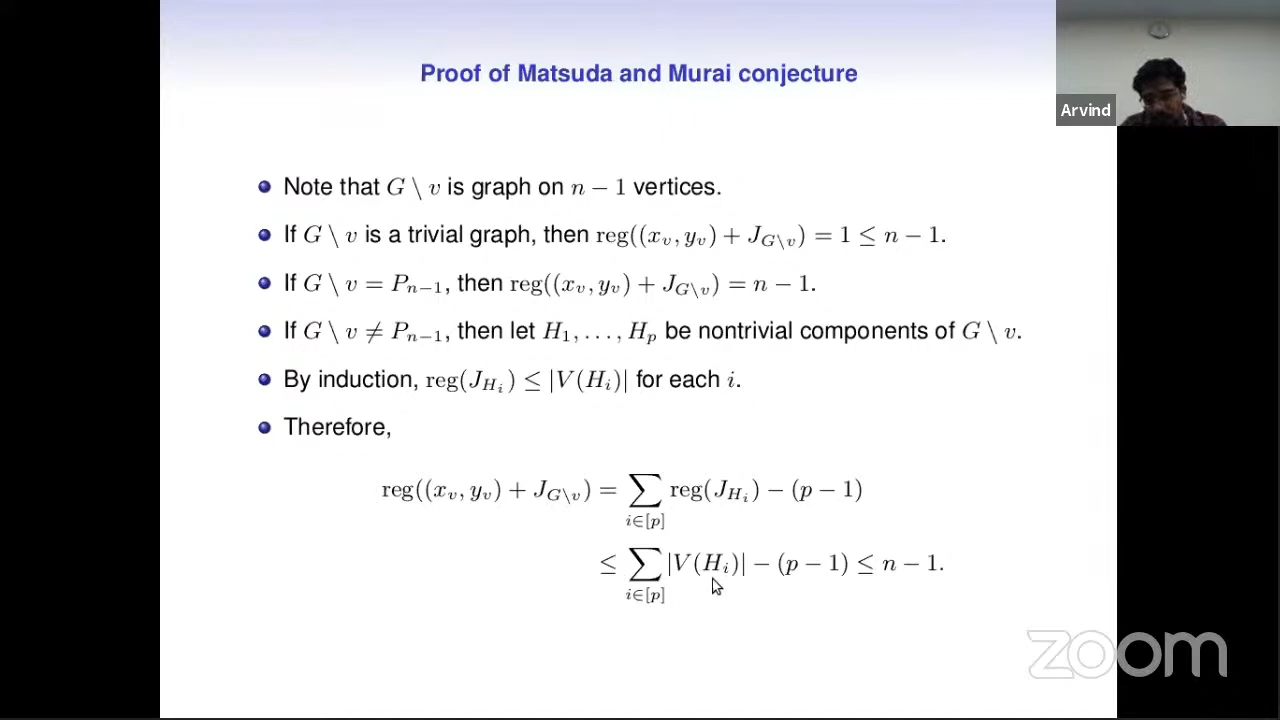 Proof of Matsuda and Murai conjecture
Arvind
Note that G \ v is graph on n − 1 vertices.
If G \ v is a trivial graph, then reg((x_v, y_v) + J_{G\v}) = 1 ≤ n − 1.
If G \ v = P_{n−1}, then reg((x_v, y_v) + J_{G\v}) = n − 1.
If G \ v ≠ P_{n−1}, then let H_1, . . . , H_p be nontrivial components of G \ v.
By induction, reg(J_{H_i}) ≤ |V(H_i)| for each i.
Therefore,
reg((x_v, y_v) + J_{G\v}) = ∑_{i∈[p]} reg(J_{H_i}) − (p − 1)
≤ ∑_{i∈[p]} |V(H_i)| − (p − 1) ≤ n − 1.
zoom